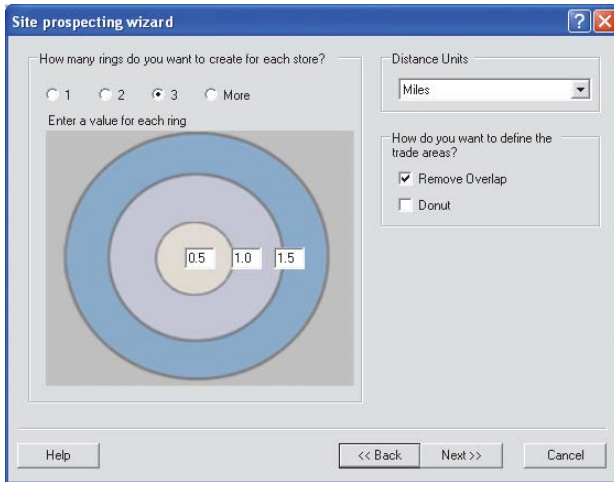 Site prospecting wizard
How many rings do you want to create for each store?
1 2 3 More
Enter a value for each ring
0.5 1.0 1.5
Distance Units
Miles
How do you want to define the
trade areas?
Remove Overlap
Donut
Help << Back Next >> Cancel